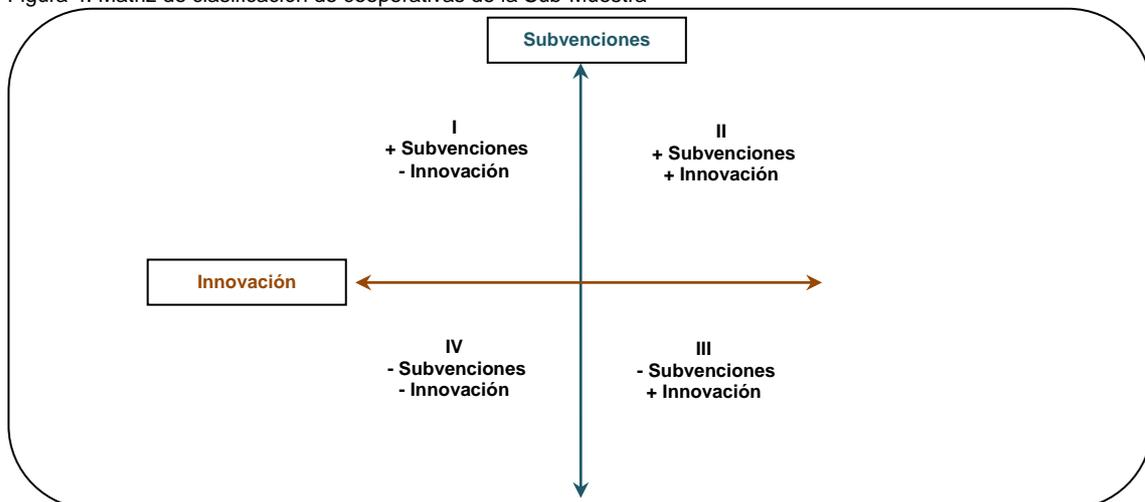 Figura 4. Matriz de clasificación de cooperativas de la Sub-Muestra
Subvenciones
I
+ Subvenciones
- Innovación
II
+ Subvenciones
+ Innovación
Innovación
IV
- Subvenciones
- Innovación
III
- Subvenciones
+ Innovación